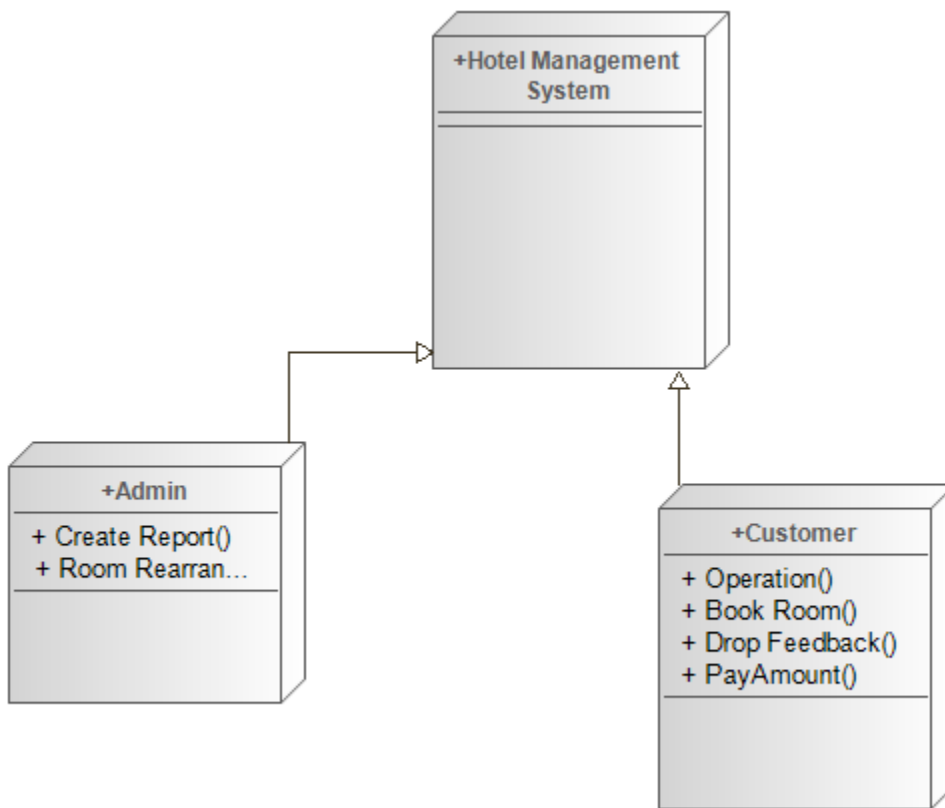 +Hotel Management
System
+Admin
+ Create Report()
+ Room Rearran...
+Customer
+ Operation()
+ Book Room()
+ Drop Feedback()
+ PayAmount()